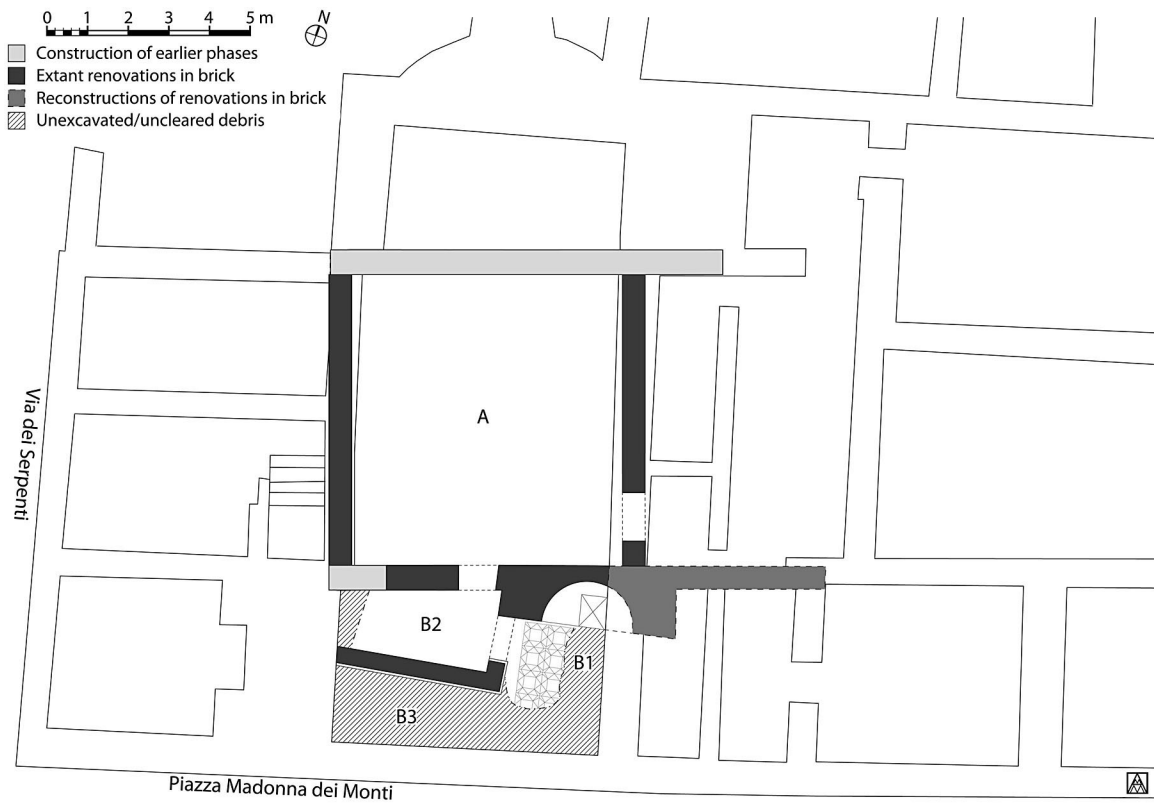 0 1 2 3 4 5 m
N
Construction of earlier phases
Extant renovations in brick
Reconstructions of renovations in brick
Unexcavated/uncleared debris
A
Via dei Serpenti
B2
B1
B3
Piazza Madonna dei Monti